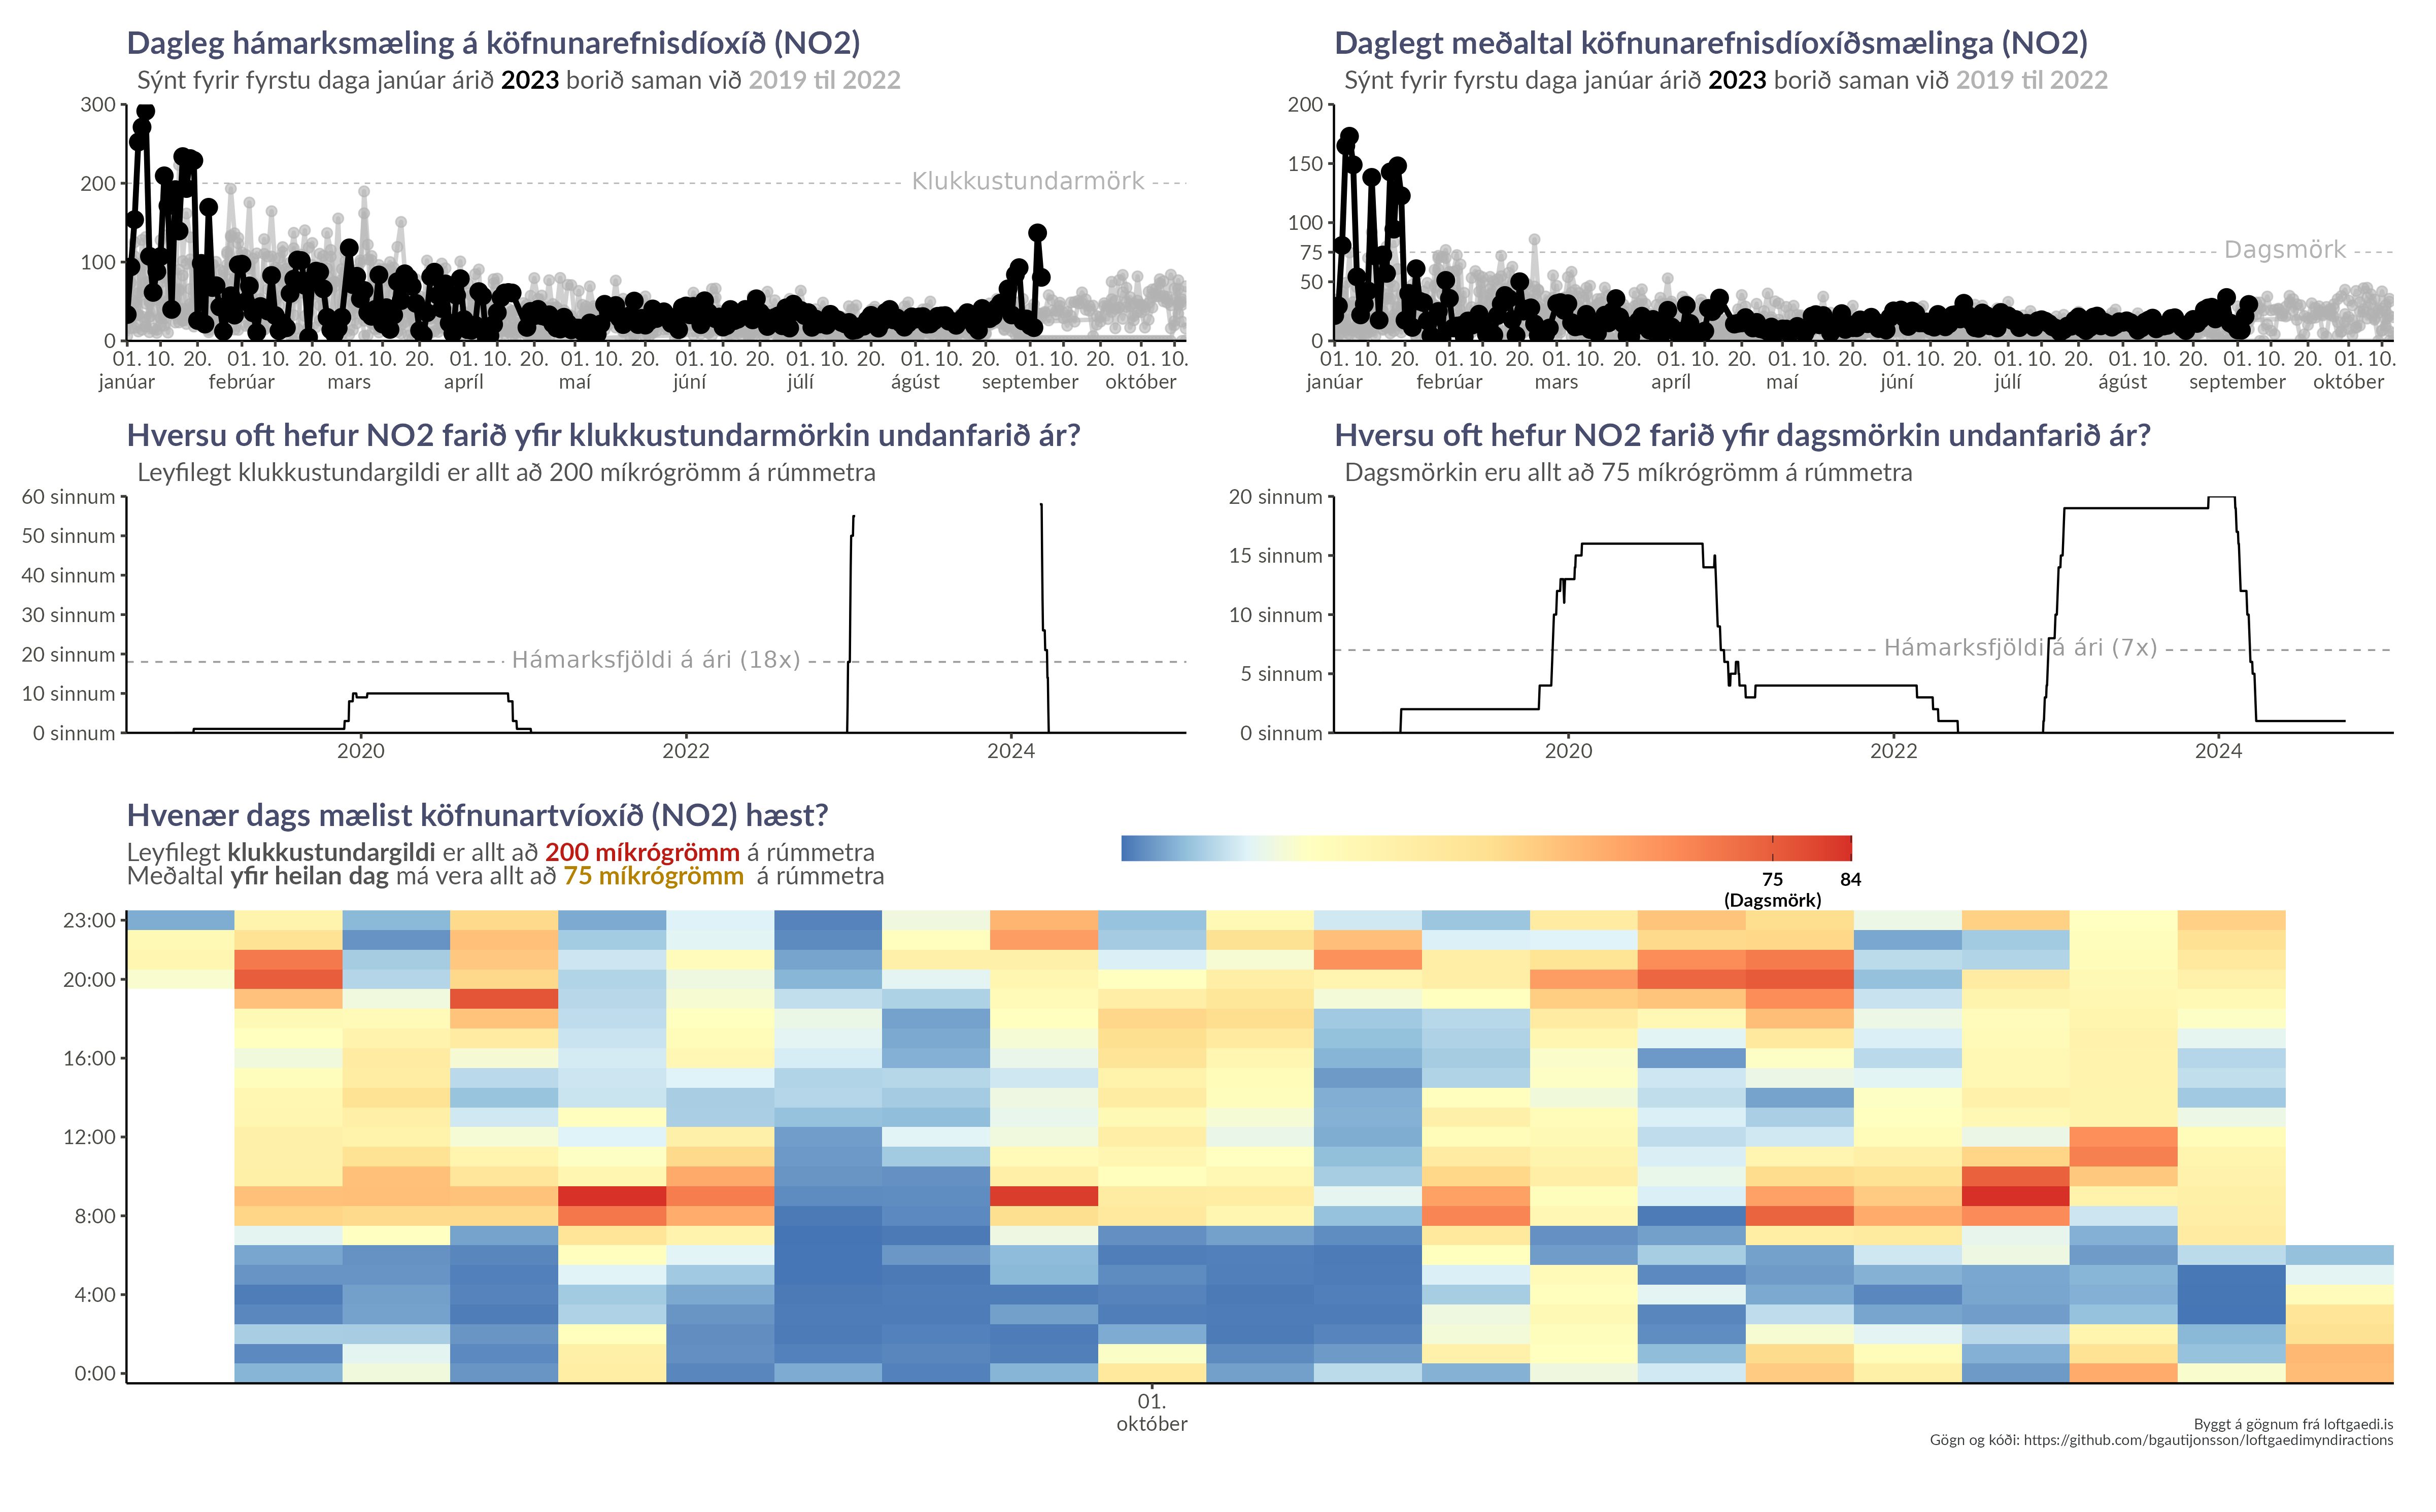 Dagleg hámarksmæling á köfnunarefnisdíoxíð (NO2)
Sýnt fyrir fyrstu daga janúar árið 2023 borið saman við 2019 til 2022
300
200
100
0
Klukkustundarmörk
01. 10. 20. 01. 10. 20. 01. 10. 20. 01. 10. 20. 01. 10. 20. 01. 10. 20. 01. 10. 20. 01. 10. 20. 01. 10. 20. 01. 10.
janúar febrúar mars apríl maí júní júlí ágúst september október
Daglegt meðaltal köfnunarefnisdíoxíðsmælinga (NO2)
Sýnt fyrir fyrstu daga janúar árið 2023 borið saman við 2019 til 2022
200
150
100
75
50
0
Dagsmörk
01. 10. 20. 01. 10. 20. 01. 10. 20. 01. 10. 20. 01. 10. 20. 01. 10. 20. 01. 10. 20. 01. 10. 20. 01. 10. 20. 01. 10.
janúar febrúar mars apríl maí júní júlí ágúst september október
Hversu oft hefur NO2 farið yfir klukkustundarmörkin undanfarið ár?
Leyfilegt klukkustundargildi er allt að 200 míkrógrömm á rúmmetra
60 sinnum
50 sinnum
40 sinnum
30 sinnum
20 sinnum
10 sinnum
0 sinnum
Hámarksfjöldi á ári (18x)
2020 2022 2024
Hversu oft hefur NO2 farið yfir dagsmörkin undanfarið ár?
Dagsmörkin eru allt að 75 míkrógrömm á rúmmetra
20 sinnum
15 sinnum
10 sinnum
5 sinnum
0 sinnum
Hámarksfjöldi á ári (7x)
2020 2022 2024
Hvenær dags mælist köfnunartvíoxíð (NO2) hæst?
Leyfilegt klukkustundargildi er allt að 200 míkrógrömm á rúmmetra
Meðaltal yfir heilan dag má vera allt að 75 míkrógrömm á rúmmetra
75 84
(Dagsmörk)
23:00
20:00
16:00
12:00
8:00
4:00
0:00
01.
október
Byggt á gögnum frá loftgaedi.is
Gögn og kóði: https://github.com/bgautijonsson/loftgaedimyndiractions